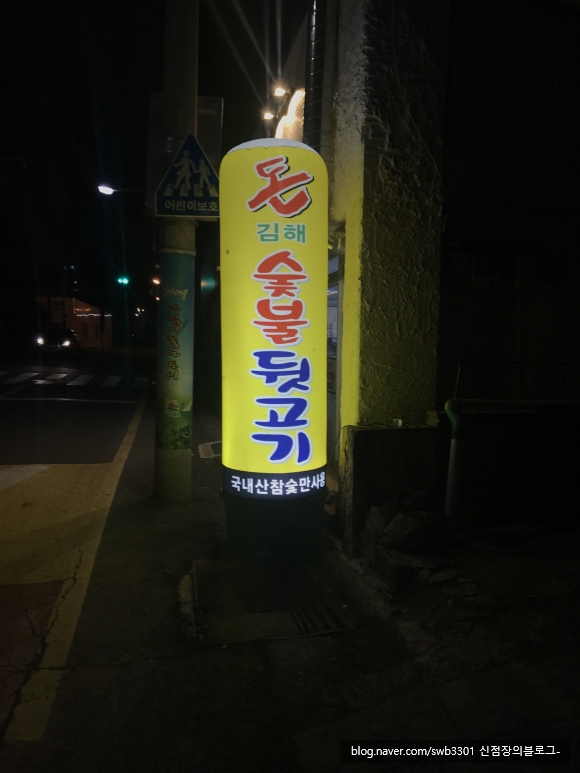 돈
김해
숯불
뒷고기
국내산참숯만사용
어린이보호
blog.naver.com/swb3301 신점장의블로그-